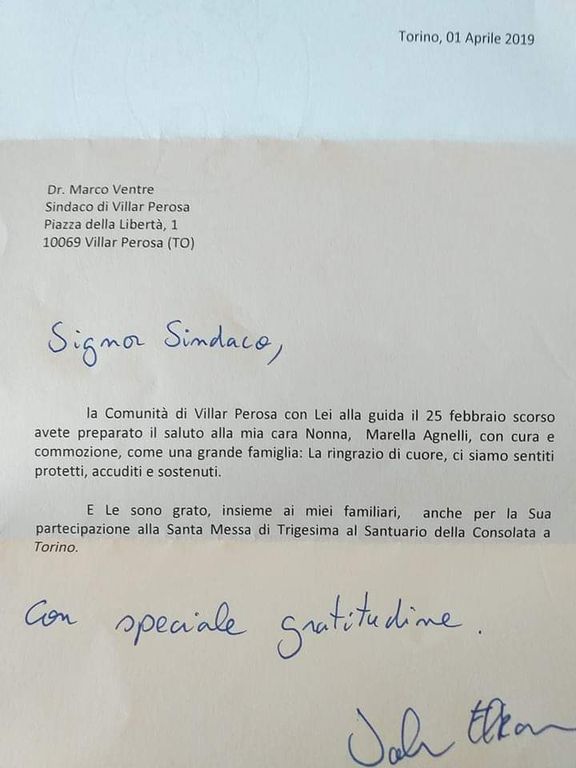 Torino, 01 Aprile 2019
Dr. Marco Ventre
Sindaco di Villar Perosa
Piazza della Libertà, 1
10069 Villar Perosa (TO)
Signor Sindaco,
la Comunità di Villar Perosa con Lei alla guida il 25 febbraio scorso
avete preparato il saluto alla mia cara Nonna, Marella Agnelli, con cura e
commozione, come una grande famiglia: La ringrazio di cuore, ci siamo sentiti
protetti, accuditi e sostenuti.
E Le sono grato, insieme ai miei familiari, anche per la Sua
partecipazione alla Santa Messa di Trigesima al Santuario della Consolata a
Torino.
Con speciale gratitudine.
John Elkann